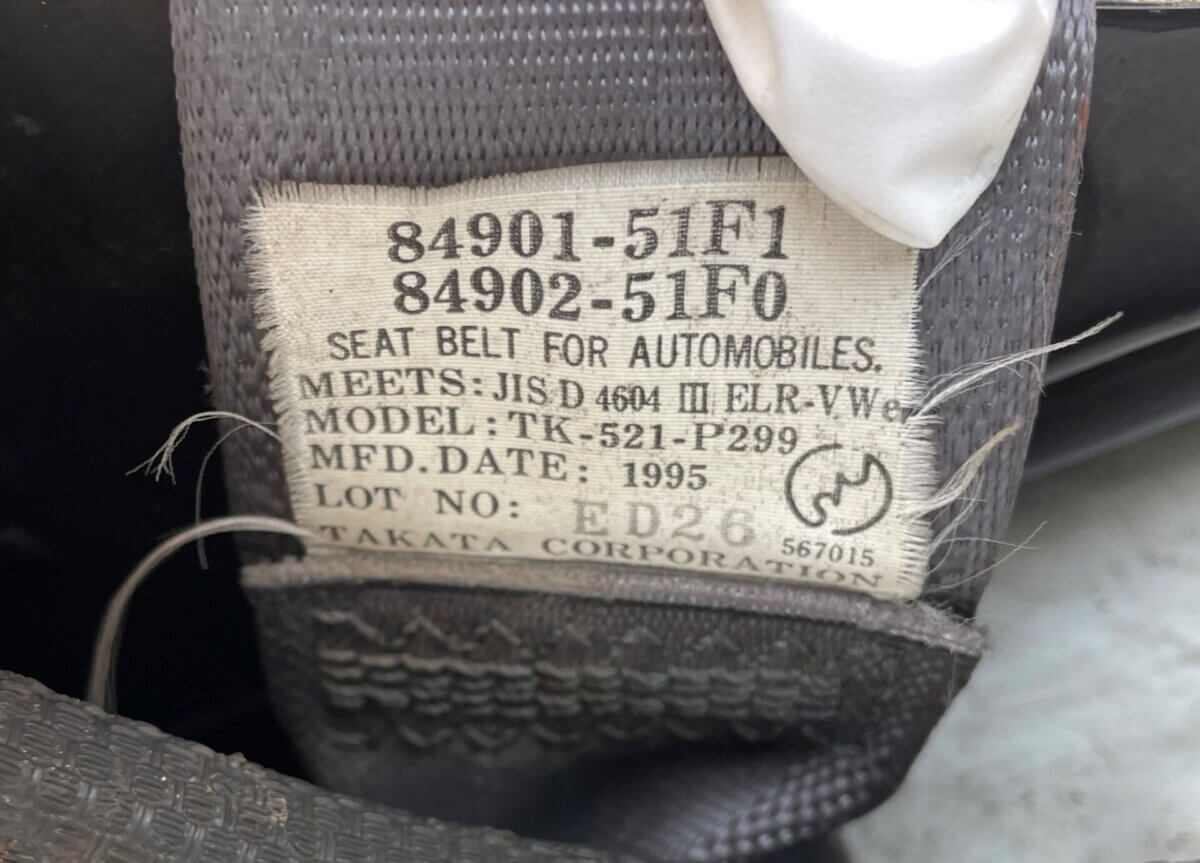 84901-51F1
84902-51F0
SEAT BELT FOR AUTOMOBILES.
MEETS: JIS D 4604 III ELR-VWe
MODEL: TK-521-P299
MFD. DATE: 1995
LOT NO: ED26
567015
TAKATA CORPORATION